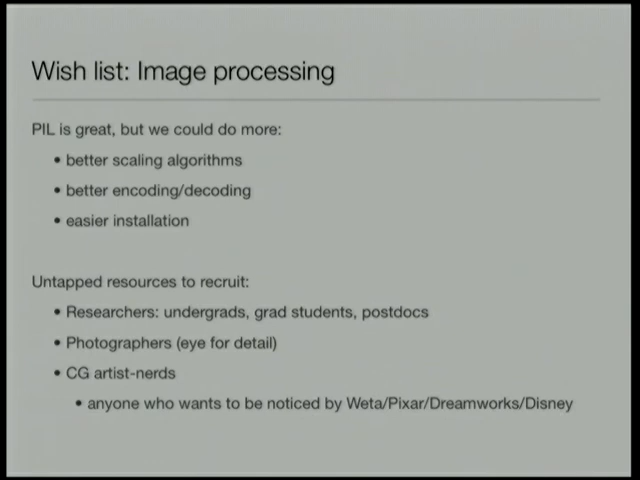 Wish list: Image processing
PIL is great, but we could do more:
• better scaling algorithms
• better encoding/decoding
• easier installation
Untapped resources to recruit:
• Researchers: undergrads, grad students, postdocs
• Photographers (eye for detail)
• CG artist-nerds
• anyone who wants to be noticed by Weta/Pixar/Dreamworks/Disney